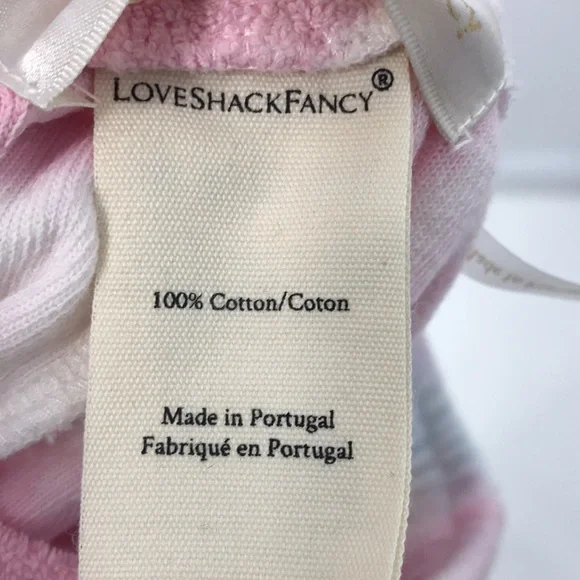 LOVESHACKFANCY®
100% Cotton/Coton
Made in Portugal
Fabriqué en Portugal